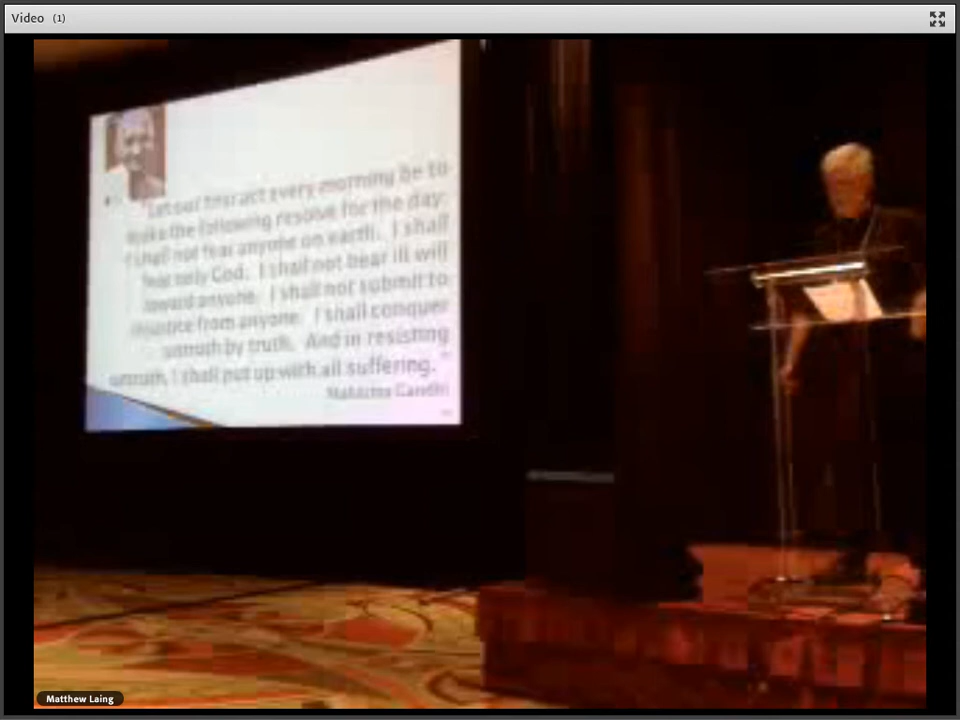 Video (1)
Let our first act every morning be to
make the following resolve for the day:
I shall not fear anyone on earth. I shall
fear only God. I shall not bear ill will
toward anyone. I shall not submit to
injustice from anyone. I shall conquer
untruth by truth. And in resisting
untruth, I shall put up with all suffering."
Mahatma Gandhi
Matthew Laing